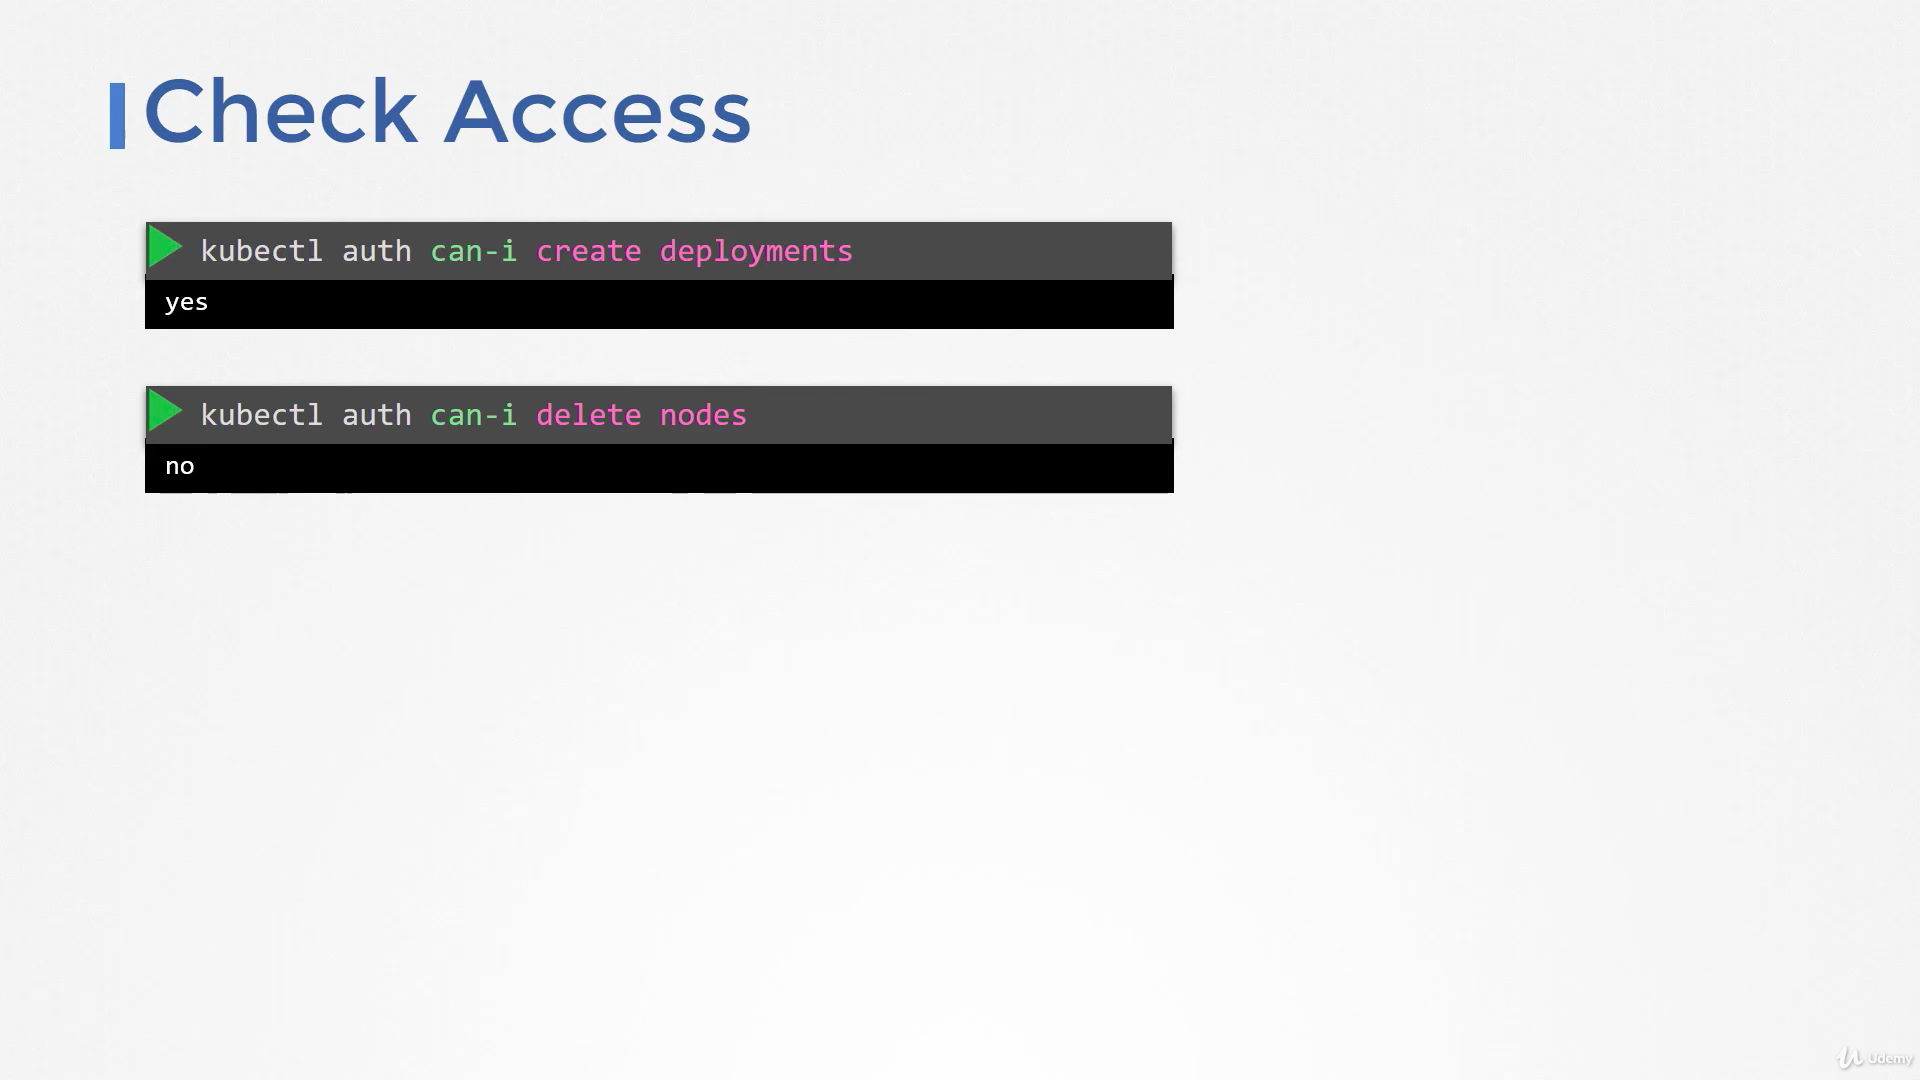 Check Access
kubectl auth can-i create deployments
yes
kubectl auth can-i delete nodes
no
Udemy